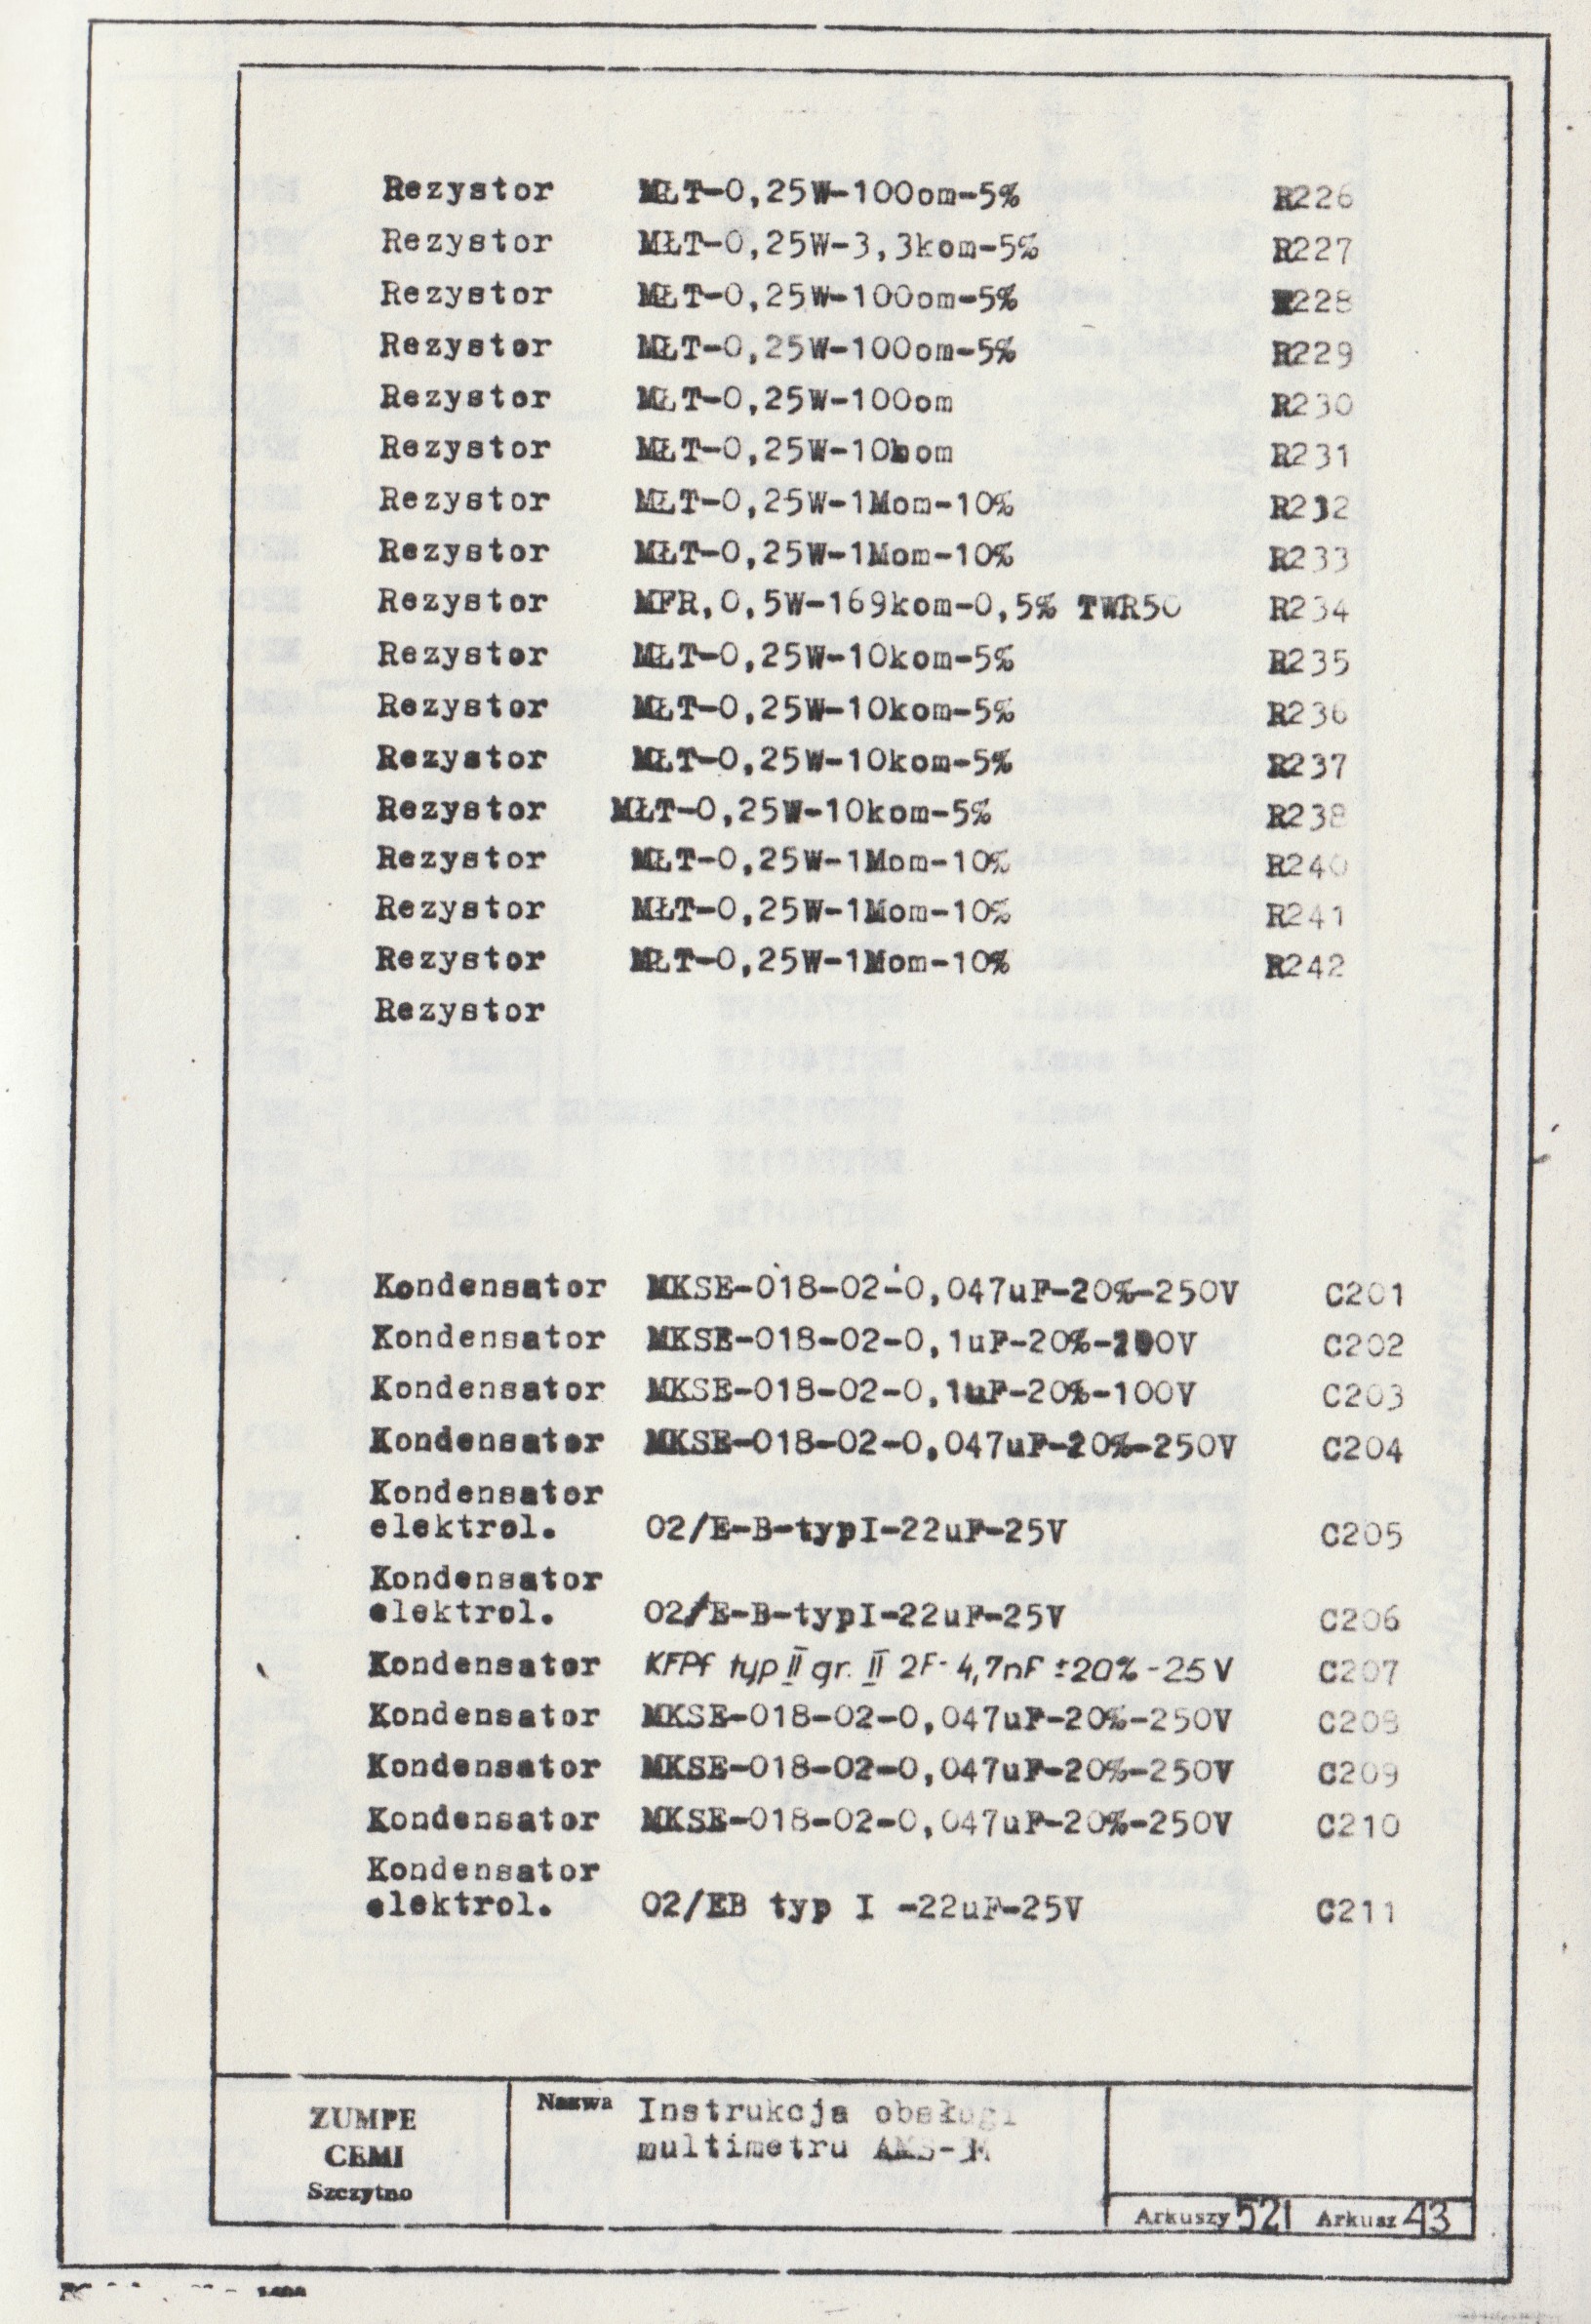 Rezystor MŁT-0,25W-100om-5% R226
Rezystor MŁT-0,25W-3,3kom-5% R227
Rezystor MŁT-0,25W-100om-5% R228
Rezystor MŁT-0,25W-100om-5% R229
Rezystor MŁT-0,25W-100om R230
Rezystor MŁT-0,25W-10kom R231
Rezystor MŁT-0,25W-1Mom-10% R232
Rezystor MŁT-0,25W-1Mom-10% R233
Rezystor MFR,0,5W-169kom-0,5% TWR50 R234
Rezystor MŁT-0,25W-10kom-5% R235
Rezystor MŁT-0,25W-10kom-5% R236
Rezystor MŁT-0,25W-10kom-5% R237
Rezystor MŁT-0,25W-10kom-5% R238
Rezystor MŁT-0,25W-1Mom-10% R240
Rezystor MŁT-0,25W-1Mom-10% R241
Rezystor MŁT-0,25W-1Mom-10% R242
Rezystor
Kondensator MKSE-018-02-0,047uF-20%-250V C201
Kondensator MKSE-018-02-0,1uF-20%-100V C202
Kondensator MKSE-018-02-0,1uF-20%-100V C203
Kondensator MKSE-018-02-0,047uF-20%-250V C204
Kondensator
elektrol. 02/E-B-typI-22uF-25V C205
Kondensator
elektrol. 02/E-B-typI-22uF-25V C206
Kondensator KFPf typ II gr. II 2F-4,7nF ±20%-25V C207
Kondensator MKSE-018-02-0,047uF-20%-250V C208
Kondensator MKSE-018-02-0,047uF-20%-250V C209
Kondensator MKSE-018-02-0,047uF-20%-250V C210
Kondensator
elektrol. 02/EB typ I -22uF-25V C211
ZUMPE
CEMI
Szczytno
Nazwa Instrukcja obsługi
multimetru
Arkuszy 521 Arkusz 43